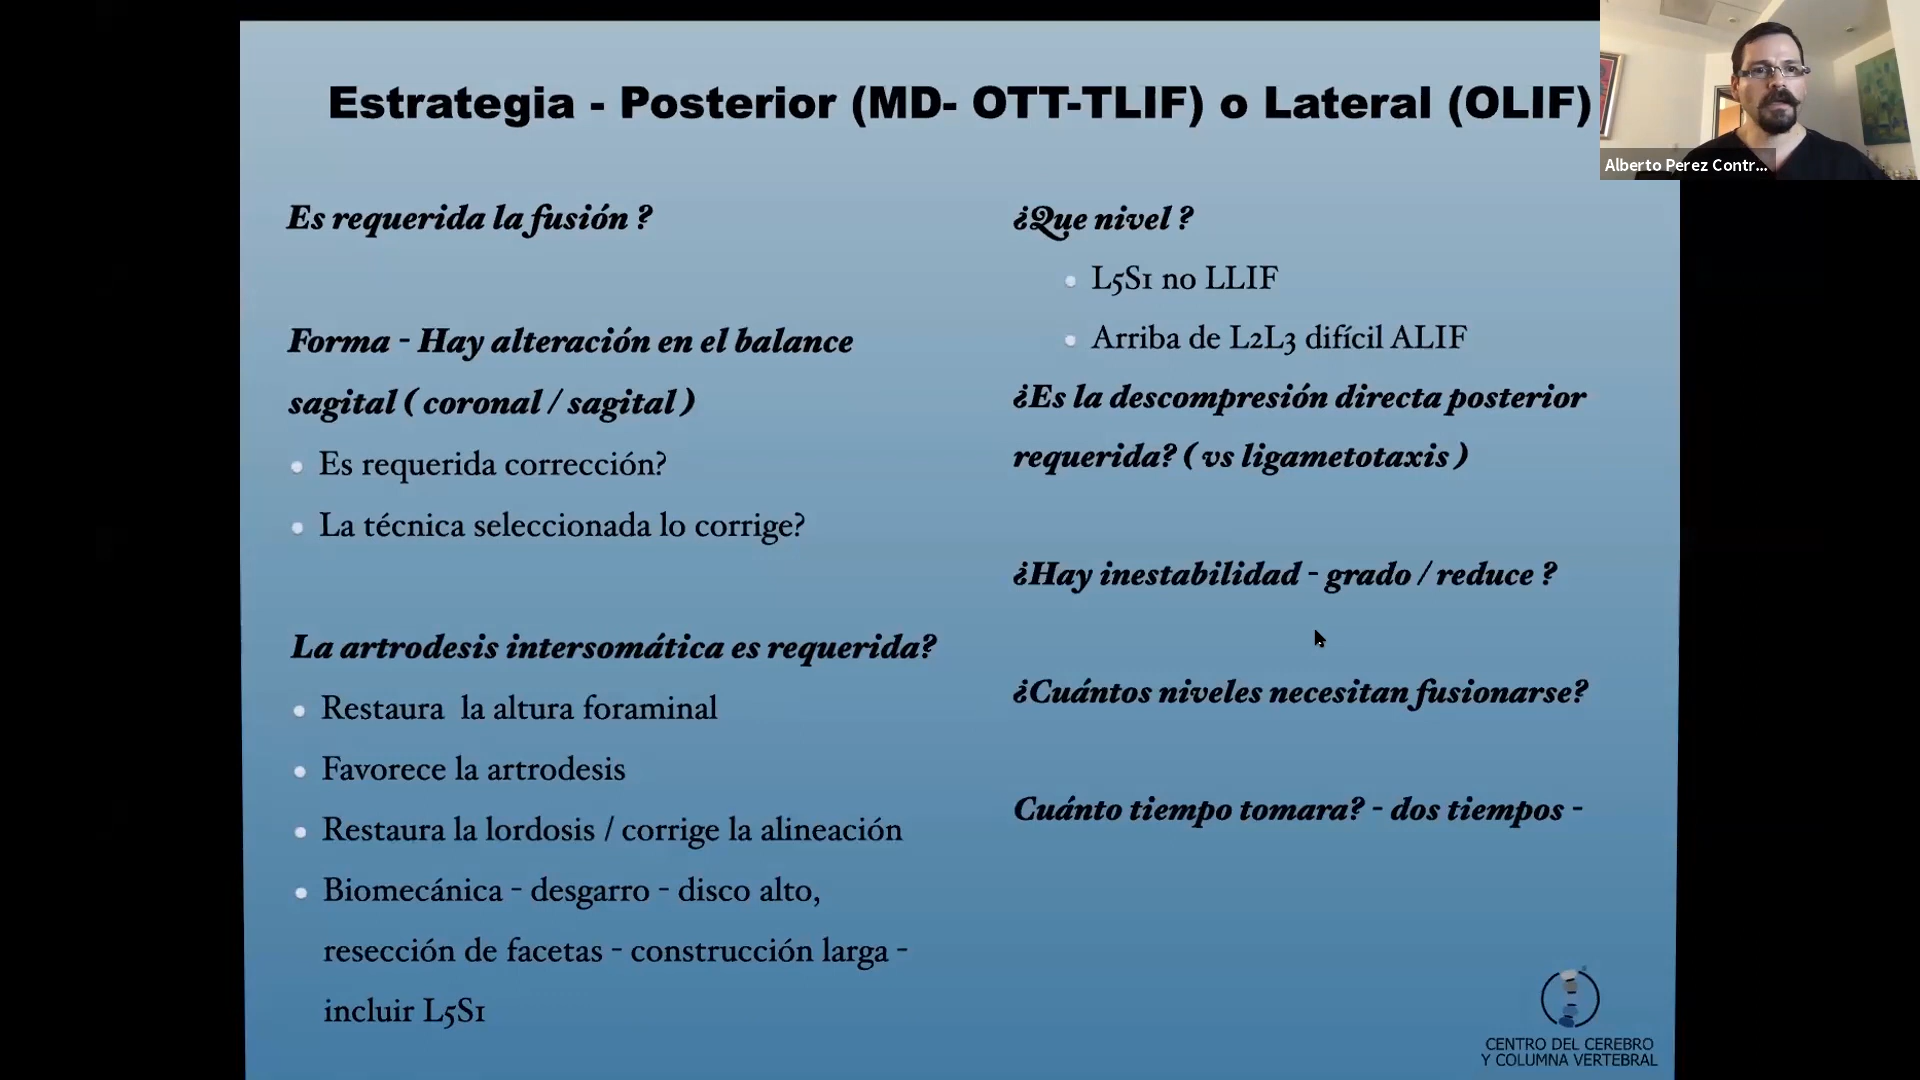 Estrategia - Posterior (MD- OTT-TLIF) o Lateral (OLIF)
Alberto Perez Contr...
Es requerida la fusión ?
Forma - Hay alteración en el balance
sagital ( coronal / sagital )
Es requerida corrección?
La técnica seleccionada lo corrige?
La artrodesis intersomática es requerida?
Restaura la altura foraminal
Favorece la artrodesis
Restaura la lordosis / corrige la alineación
Biomecánica - desgarro - disco alto,
resección de facetas - construcción larga -
incluir L5S1
¿Que nivel ?
L5S1 no LLIF
Arriba de L2L3 difícil ALIF
¿Es la descompresión directa posterior
requerida? ( vs ligametotaxis )
¿Hay inestabilidad - grado / reduce ?
¿Cuántos niveles necesitan fusionarse?
Cuánto tiempo tomara? - dos tiempos -
CENTRO DEL CEREBRO
Y COLUMNA VERTEBRAL